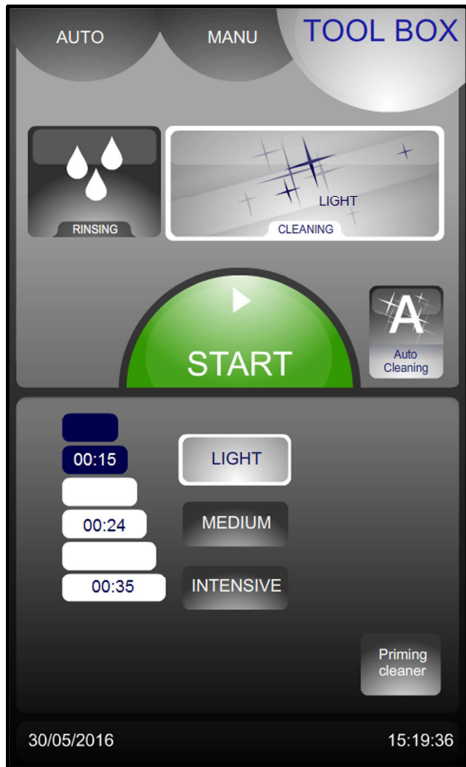 AUTO
MANU
TOOL BOX
RINSING
LIGHT
CLEANING
START
A
Auto
Cleaning
00:15
LIGHT
00:24
MEDIUM
00:35
INTENSIVE
Priming
cleaner
30/05/2016
15:19:36